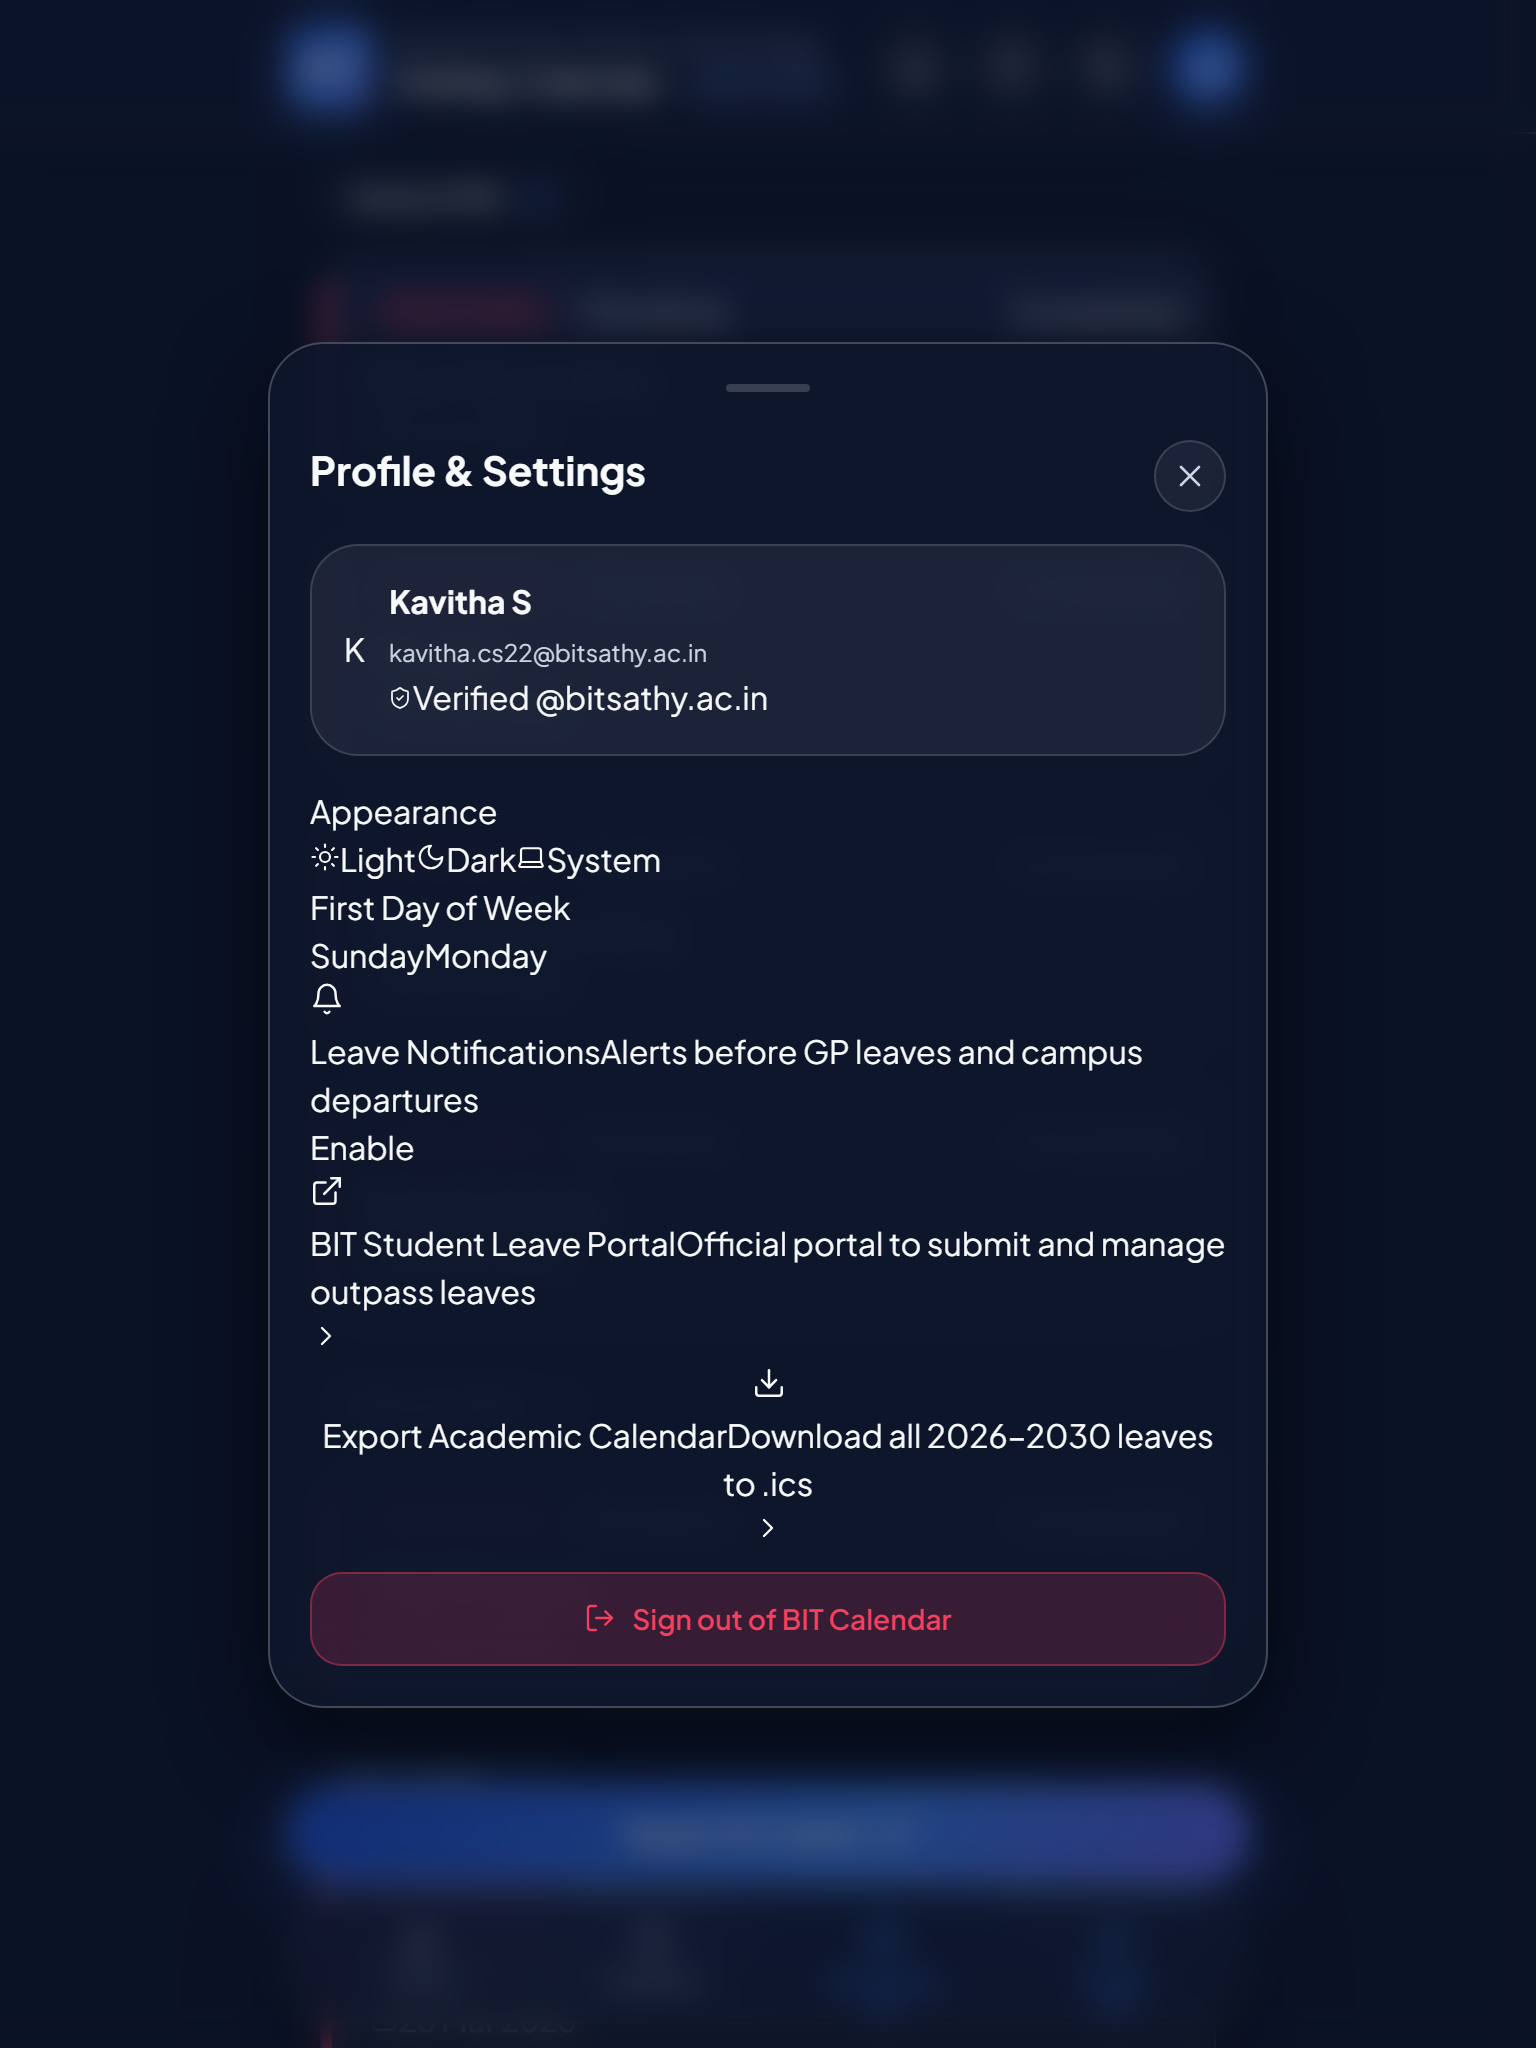 Profile & Settings
Kavitha S
K
kavitha.cs22@bitsathy.ac.in
Verified @bitsathy.ac.in
Appearance
LightDarkSystem
First Day of Week
SundayMonday
Leave NotificationsAlerts before GP leaves and campus
departures
Enable
BIT Student Leave PortalOfficial portal to submit and manage
outpass leaves
Export Academic CalendarDownload all 2026–2030 leaves
to .ics
Sign out of BIT Calendar